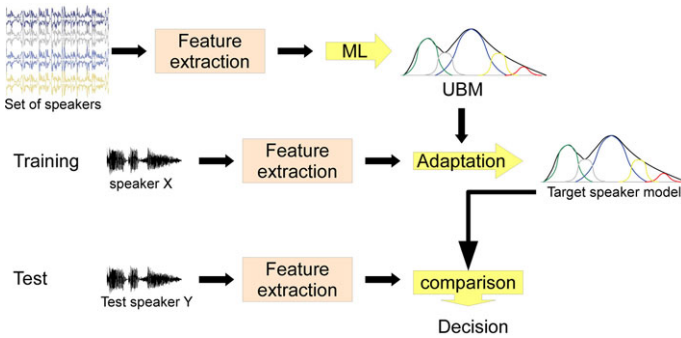 Set of speakers
Feature
extraction
ML
UBM
Training
speaker X
Feature
extraction
Adaptation
Target speaker model
Test
Test speaker Y
Feature
extraction
comparison
Decision